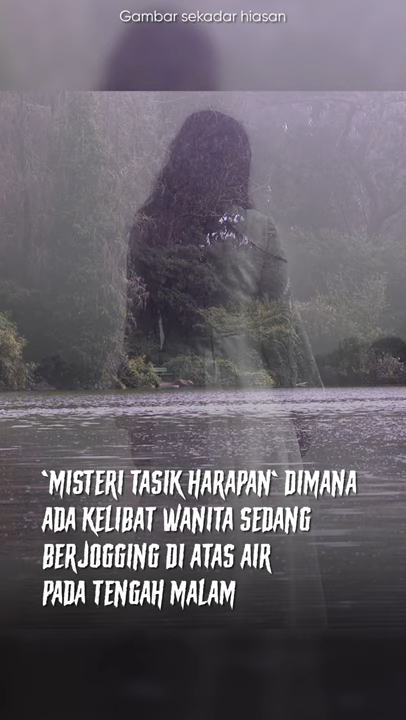 Gambar sekadar hiasan
`MISTERI TASIK HARAPAN` DIMANA
ADA KELIBAT WANITA SEDANG
BERJOGGING DI ATAS AIR
PADA TENGAH MALAM